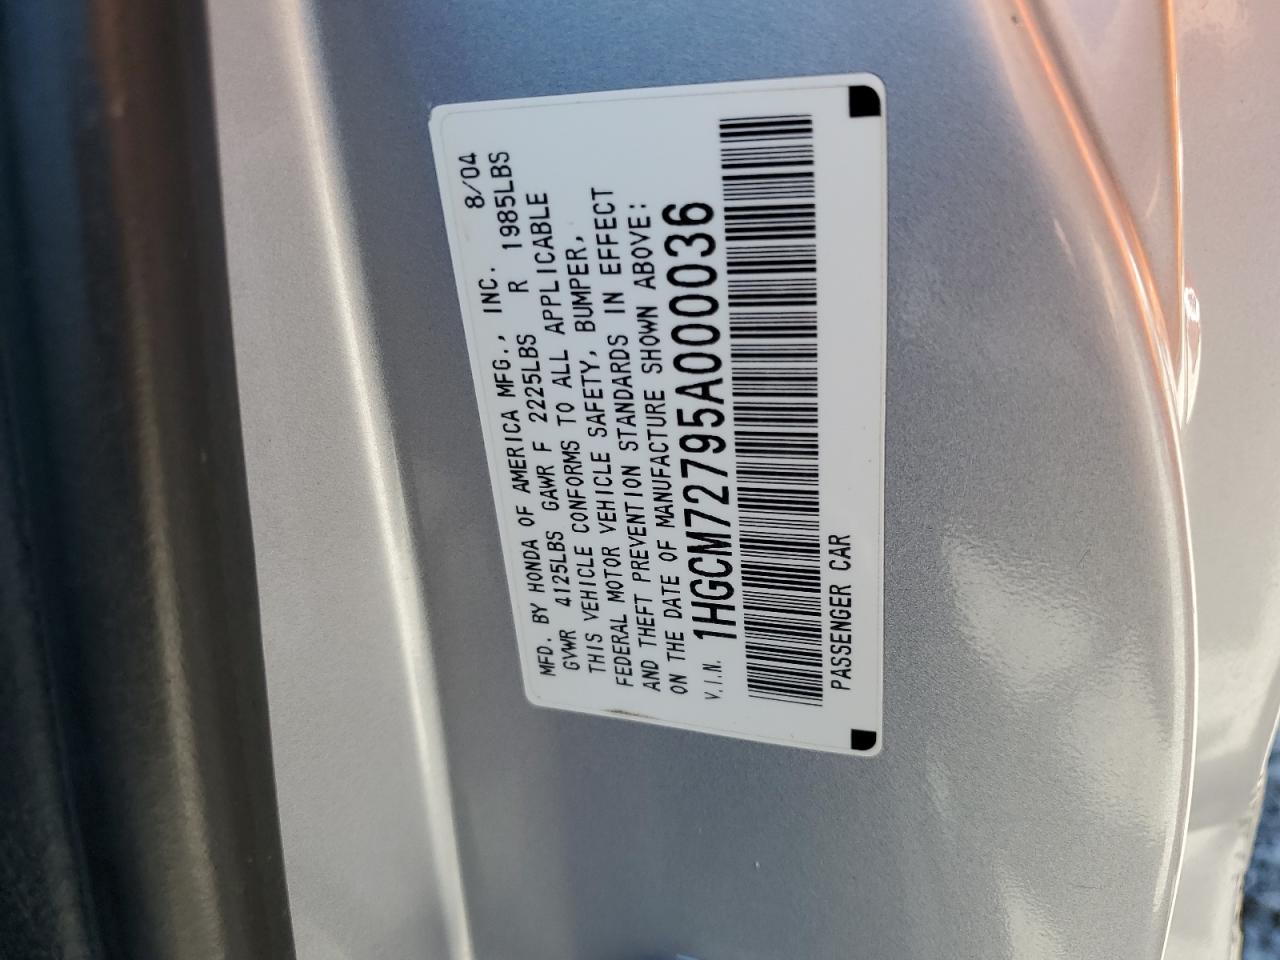 MFD. BY HONDA OF AMERICA MFG., INC. 8/04
GVWR 4125LBS GAWR F 2225LBS R 1985LBS
THIS VEHICLE CONFORMS TO ALL APPLICABLE
FEDERAL MOTOR VEHICLE SAFETY, BUMPER,
AND THEFT PREVENTION STANDARDS IN EFFECT
ON THE DATE OF MANUFACTURE SHOWN ABOVE:
V.I.N. 1HGCM72795A000036
PASSENGER CAR